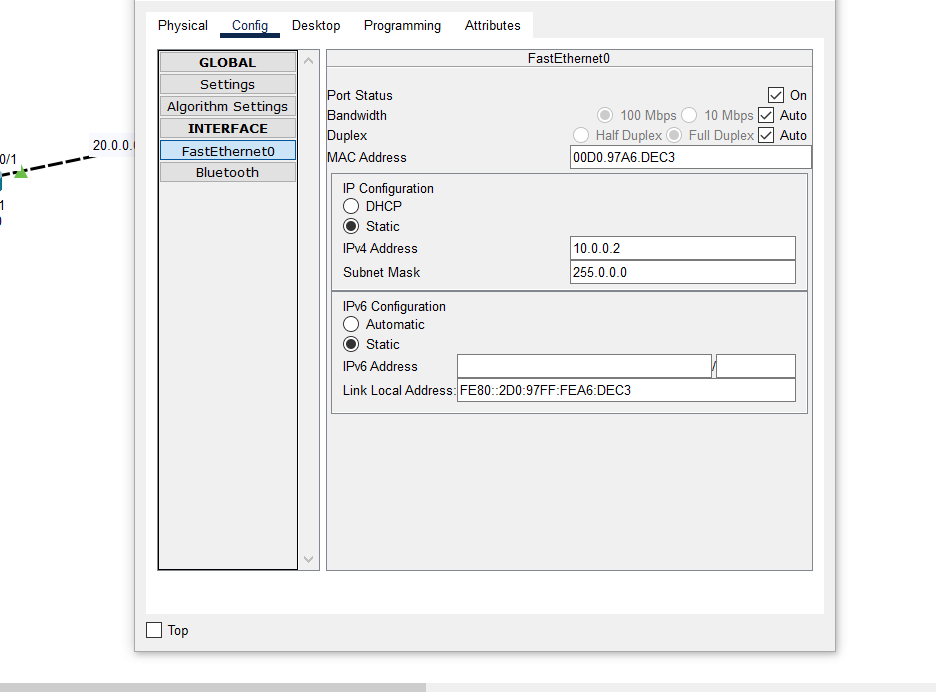 Physical Config Desktop Programming Attributes
GLOBAL
Settings
Algorithm Settings
INTERFACE
FastEthernet0
Bluetooth
FastEthernet0
Port Status On
Bandwidth 100 Mbps 10 Mbps Auto
Duplex Half Duplex Full Duplex Auto
MAC Address 00D0.97A6.DEC3
IP Configuration
DHCP
Static
IPv4 Address 10.0.0.2
Subnet Mask 255.0.0.0
IPv6 Configuration
Automatic
Static
IPv6 Address /
Link Local Address: FE80::2D0:97FF:FEA6:DEC3
Top
20.0.0.
0/1
1